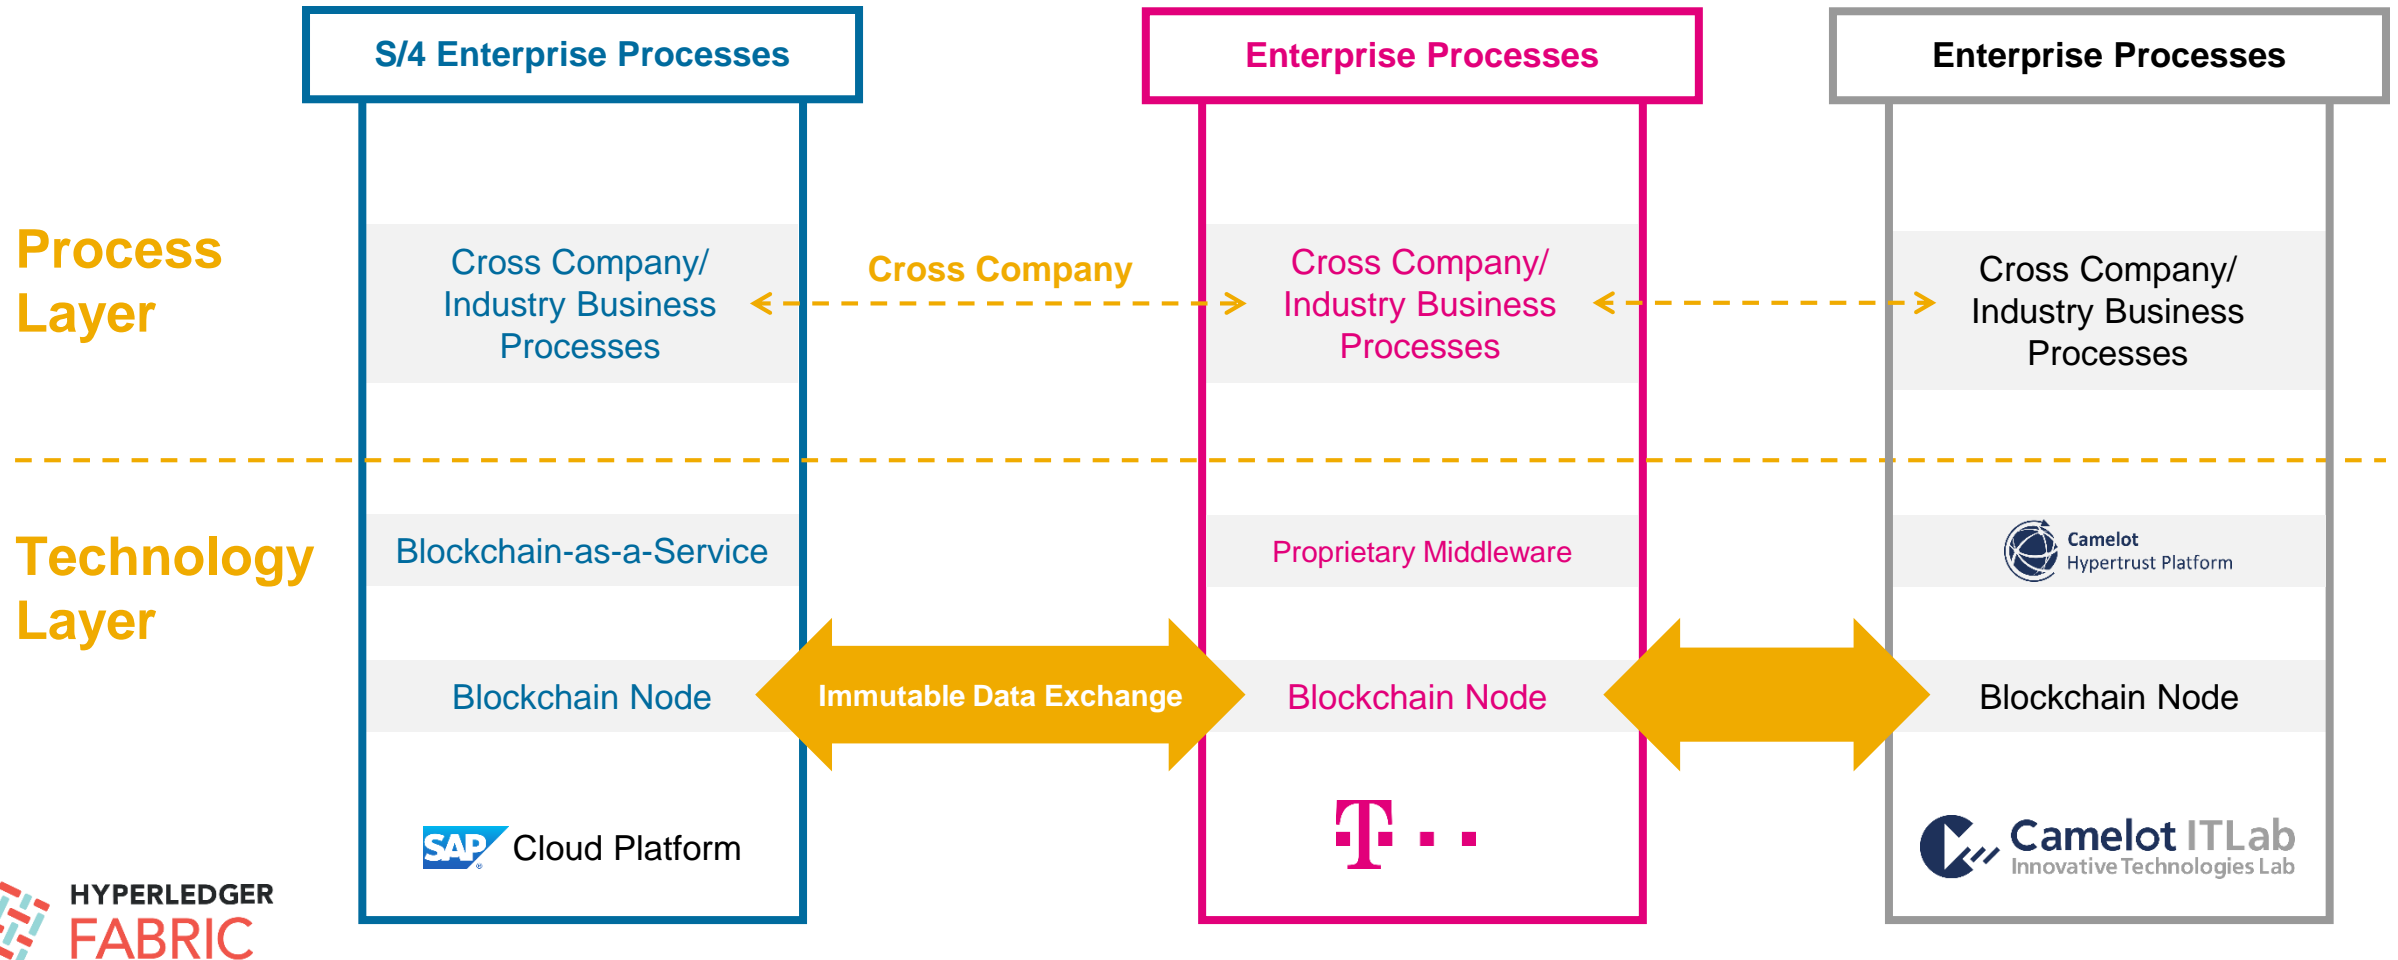 S/4 Enterprise Processes
Enterprise Processes
Enterprise Processes
Process
Layer
Cross Company/
Industry Business
Processes
Cross Company
Cross Company/
Industry Business
Processes
Cross Company/
Industry Business
Processes
Technology
Layer
Blockchain-as-a-Service
Proprietary Middleware
Camelot
Hypertrust Platform
Blockchain Node
Immutable Data Exchange
Blockchain Node
Blockchain Node
SAP® Cloud Platform
T
Camelot ITLab
Innovative Technologies Lab
HYPERLEDGER
FABRIC